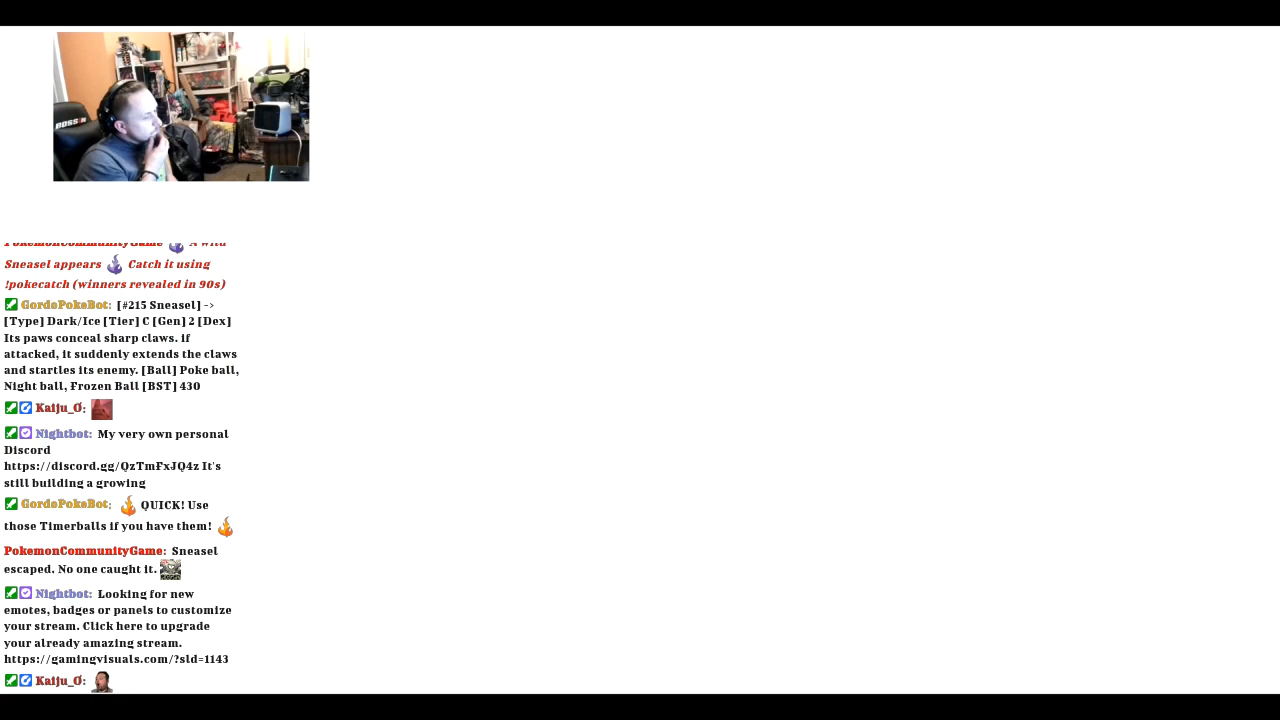 BOSSIN
PokemonCommunityGame A wild
Sneasel appears Catch it using
!pokecatch (winners revealed in 90s)
GordoPokeBot: [#215 Sneasel] ->
[Type] Dark/Ice [Tier] C [Gen] 2 [Dex]
Its paws conceal sharp claws. if
attacked, it suddenly extends the claws
and startles its enemy. [Ball] Poke ball,
Night ball, Frozen Ball [BST] 430
Kaiju_O:
Nightbot: My very own personal
Discord
https://discord.gg/QzTmFxJQ4z It's
still building a growing
GordoPokeBot: QUICK! Use
those Timerballs if you have them!
PokemonCommunityGame: Sneasel
escaped. No one caught it.
Nightbot: Looking for new
emotes, badges or panels to customize
your stream. Click here to upgrade
your already amazing stream.
https://gamingvisuals.com/?sld=1143
Kaiju_O: